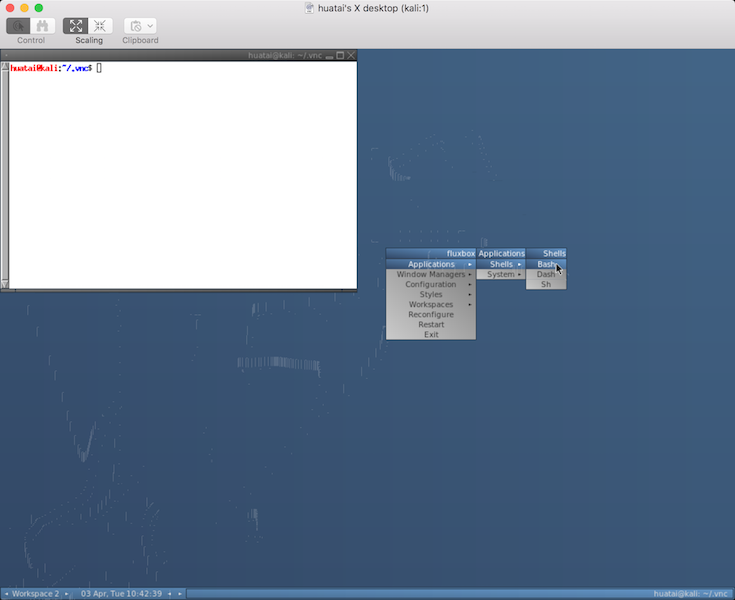 huatai's X desktop (kali:1)
Control
Scaling
Clipboard
huatai@kali: ~/.vnc
huatai@kali:~/.vnc$
fluxbox
Applications
Window Managers
Configuration
Styles
Workspaces
Reconfigure
Restart
Exit
Applications
Shells
System
Shells
Bash
Dash
Sh
Workspace 2
03 Apr, Tue 10:42:39
huatai@kali: ~/.vnc